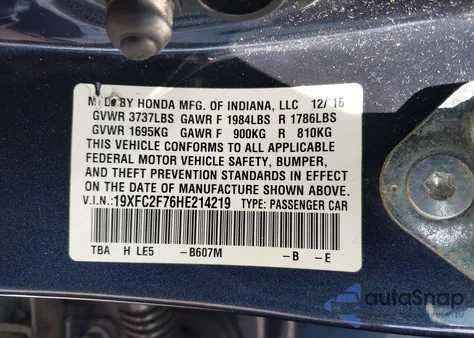 MFD. BY HONDA MFG. OF INDIANA, LLC 12/16
GVWR 3737LBS GAWR F 1984LBS R 1786LBS
GVWR 1695KG GAWR F 900KG R 810KG
THIS VEHICLE CONFORMS TO ALL APPLICABLE
FEDERAL MOTOR VEHICLE SAFETY, BUMPER,
AND THEFT PREVENTION STANDARDS IN EFFECT
ON THE DATE OF MANUFACTURE SHOWN ABOVE.
V.I.N.:19XFC2F76HE214219 TYPE: PASSENGER CAR
TBA H LE5 -B607M -B -E
autoSnap